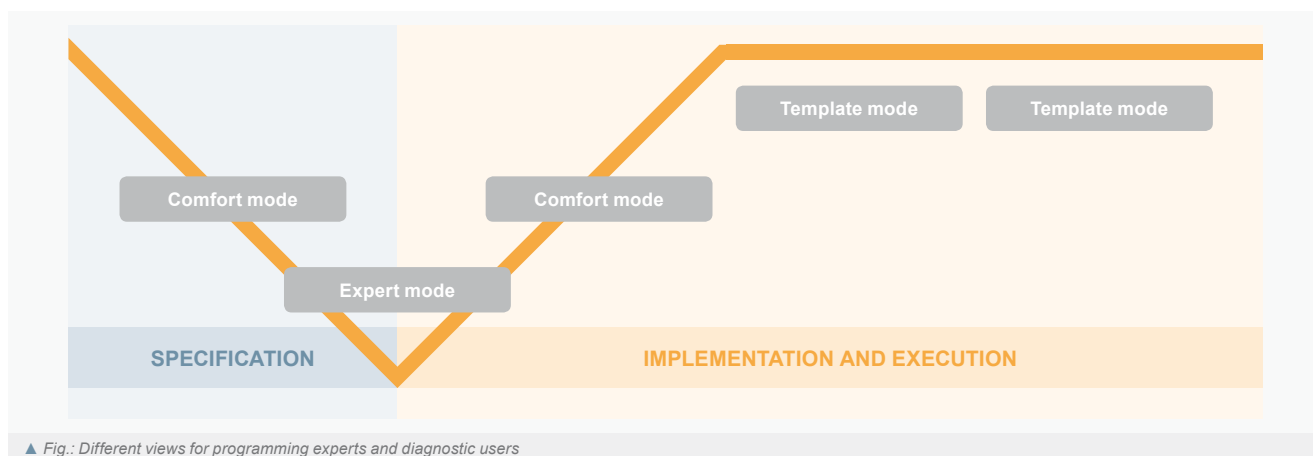 Template mode
Template mode
Comfort mode
Comfort mode
Expert mode
SPECIFICATION
IMPLEMENTATION AND EXECUTION
▲ Fig.: Different views for programming experts and diagnostic users